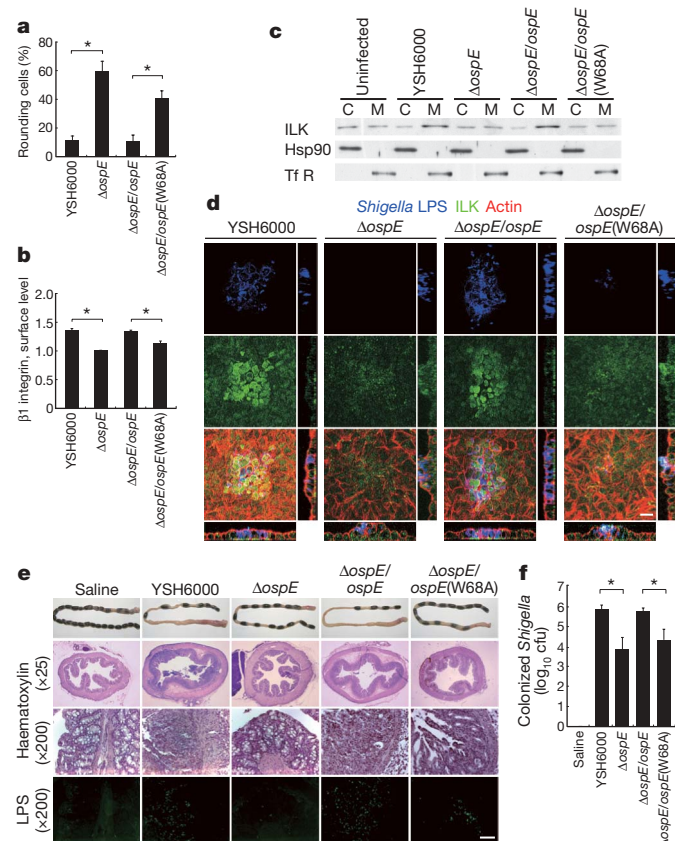 a
Rounding cells (%)
80
60
40
20
0
*
*
YSH6000
ΔospE
ΔospE/ospE
ΔospE/ospE(W68A)
b
β1 integrin, surface level
2.0
1.5
1.0
0.5
0
*
*
YSH6000
ΔospE
ΔospE/ospE
ΔospE/ospE(W68A)
c
Uninfected
YSH6000
ΔospE
ΔospE/ospE
ΔospE/ospE
(W68A)
C M C M C M C M C M
ILK
Hsp90
Tf R
d
Shigella LPS ILK Actin
YSH6000
ΔospE
ΔospE/ospE
ΔospE/
ospE(W68A)
e
Saline
YSH6000
ΔospE
ΔospE/
ospE
ΔospE/
ospE(W68A)
Haematoxylin
(×25)
(×200)
LPS
(×200)
f
Colonized Shigella
(log10 cfu)
7
6
5
4
3
2
1
0
*
*
Saline
YSH6000
ΔospE
ΔospE/ospE
ΔospE/ospE(W68A)